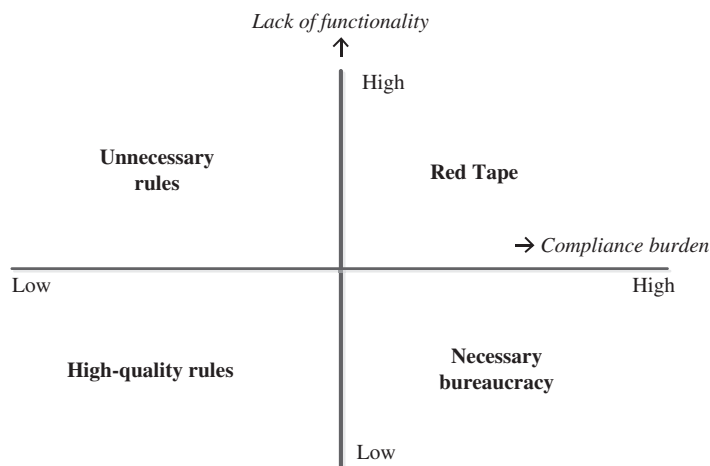 Lack of functionality
High
Unnecessary
rules
Red Tape
Compliance burden
Low
High
High-quality rules
Necessary
bureaucracy
Low